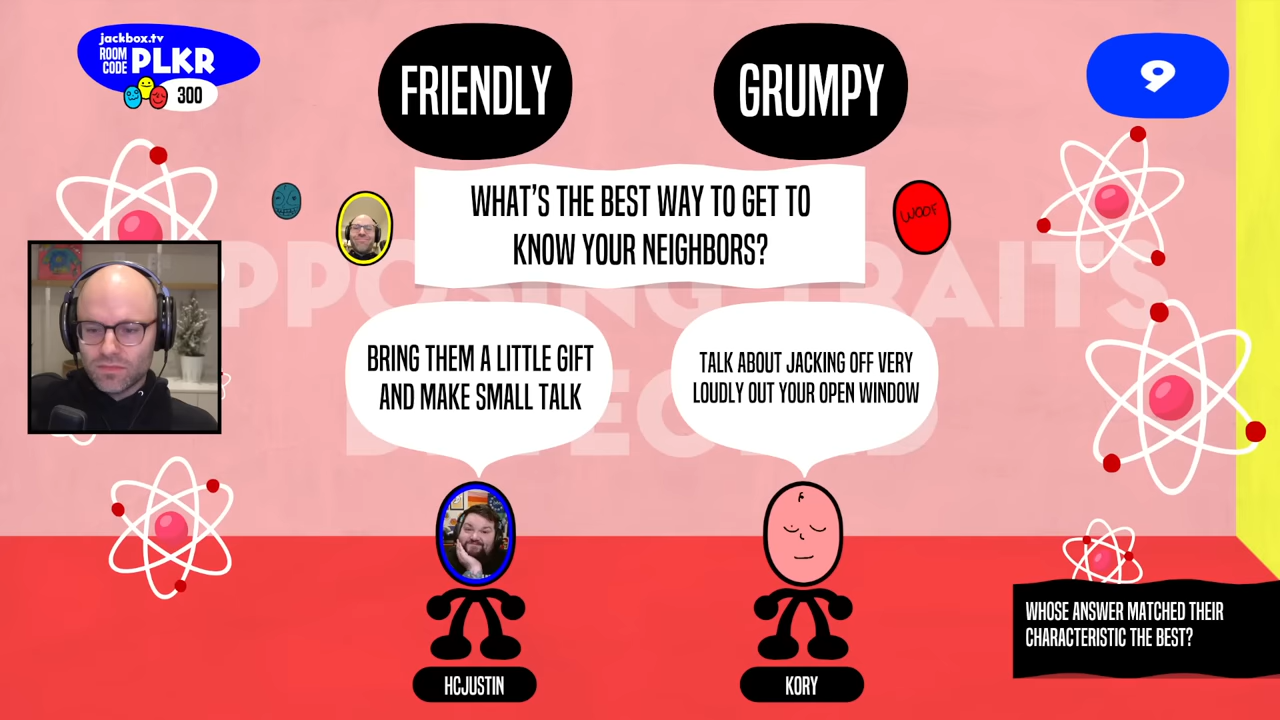 jackbox.tv
ROOM CODE PLKR
300
FRIENDLY
GRUMPY
9
WHAT'S THE BEST WAY TO GET TO
KNOW YOUR NEIGHBORS?
WOOF
BRING THEM A LITTLE GIFT
AND MAKE SMALL TALK
TALK ABOUT JACKING OFF VERY
LOUDLY OUT YOUR OPEN WINDOW
HCJUSTIN
KORY
WHOSE ANSWER MATCHED THEIR
CHARACTERISTIC THE BEST?